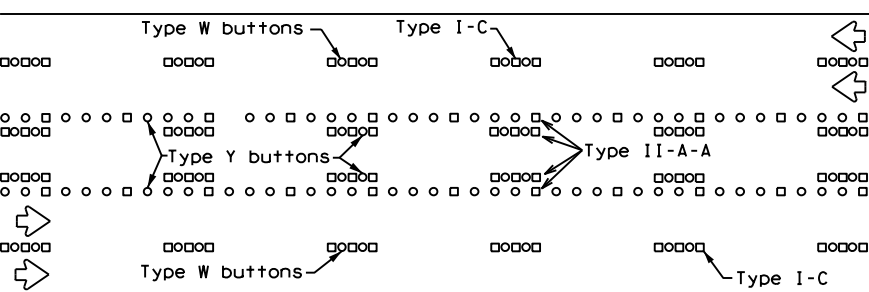 Type W buttons
Type I-C
Type Y buttons
Type II-A-A
Type W buttons
Type I-C